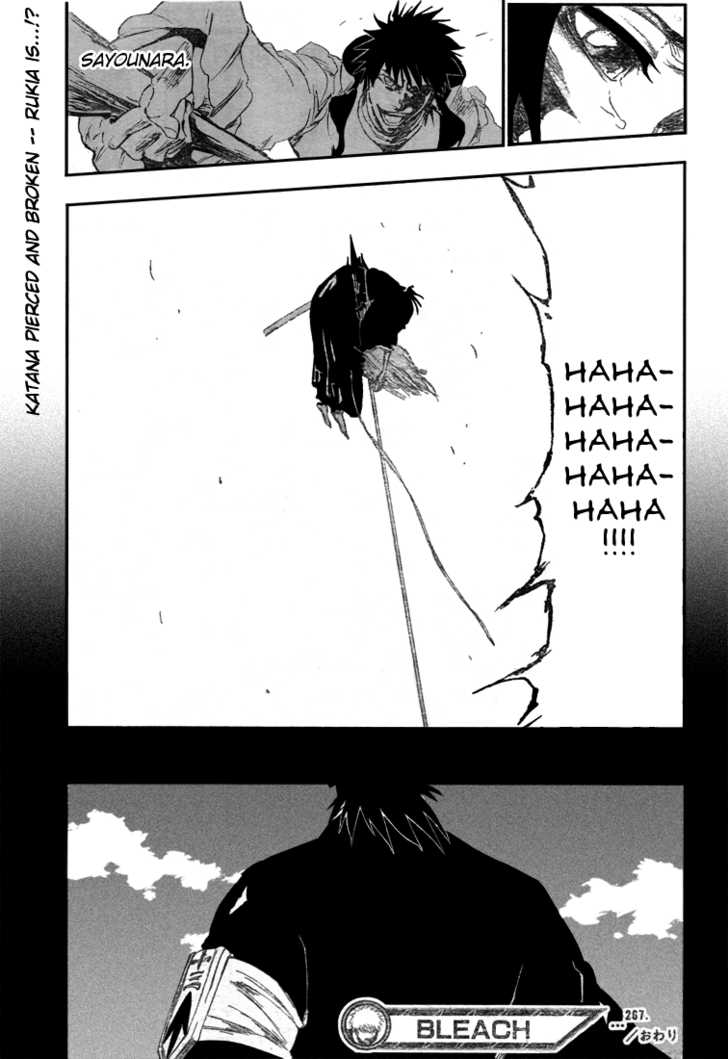 SAYOUNARA.
KATANA PIERCED AND BROKEN -- RUKIA IS...!?
HAHA-
HAHA-
HAHA-
HAHA-
HAHA
!!!!
BLEACH
267.
.../おわり